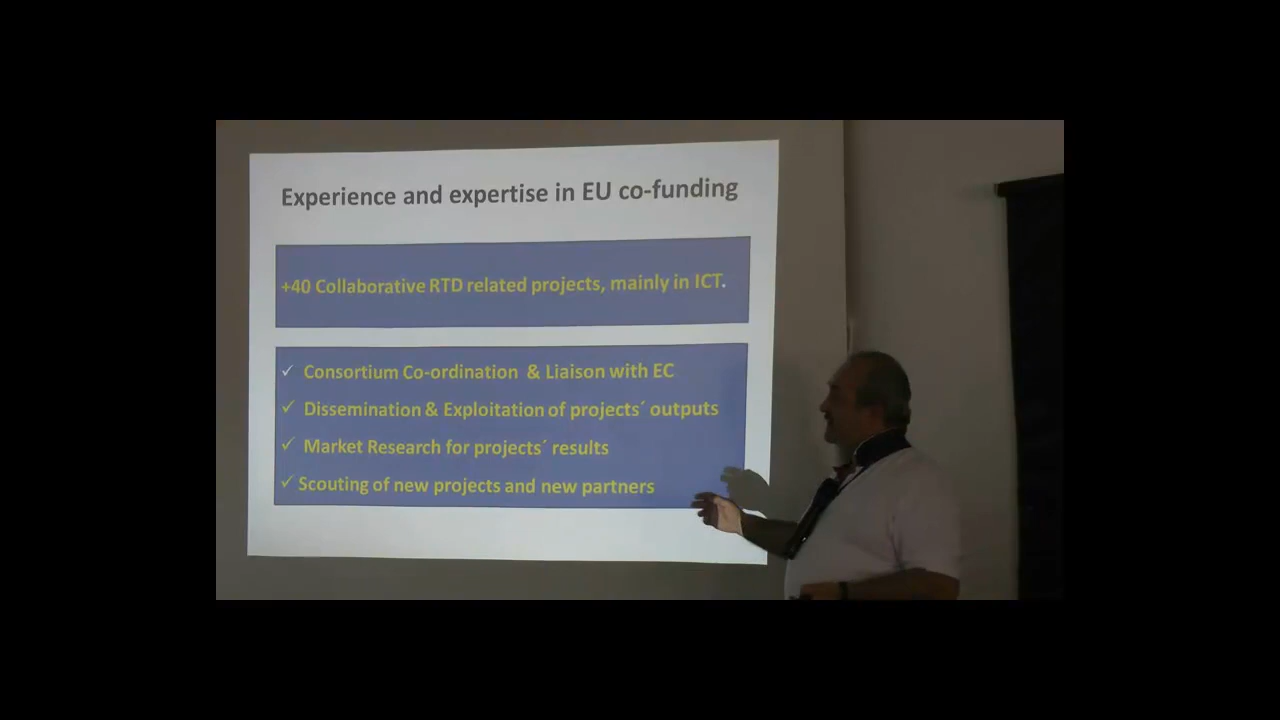 Experience and expertise in EU co-funding
+40 Collaborative RTD related projects, mainly in ICT.
✓ Consortium Co-ordination & Liaison with EC
✓ Dissemination & Exploitation of projects´ outputs
✓ Market Research for projects´ results
✓ Scouting of new projects and new partners